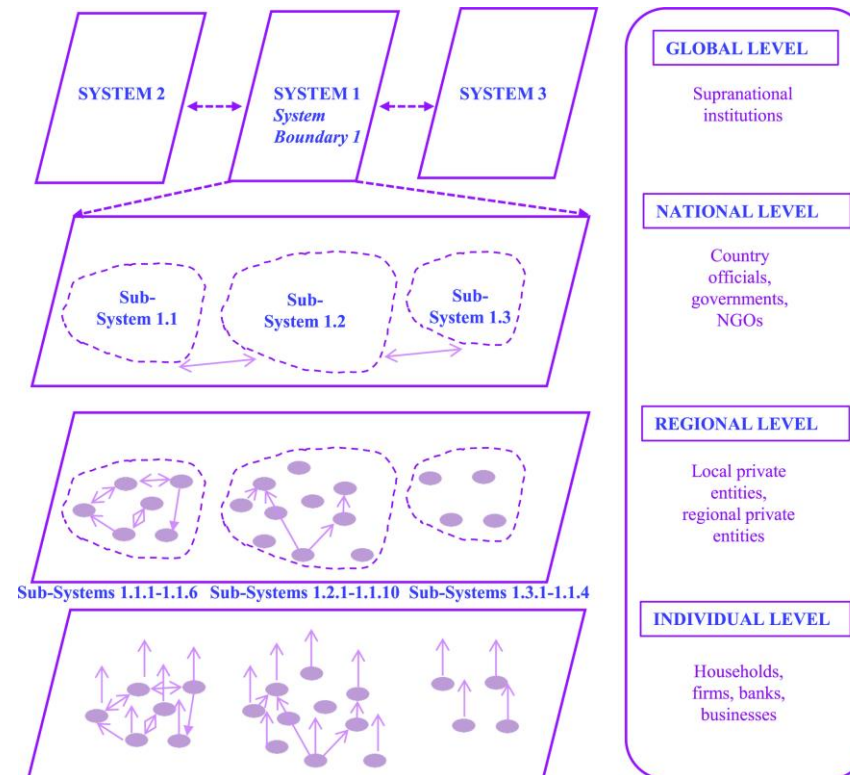 SYSTEM 2
SYSTEM 1
System
Boundary 1
SYSTEM 3
GLOBAL LEVEL
Supranational
institutions
NATIONAL LEVEL
Country
officials,
governments,
NGOs
Sub-
System 1.1
Sub-
System 1.2
Sub-
System 1.3
REGIONAL LEVEL
Local private
entities,
regional private
entities
Sub-Systems 1.1.1-1.1.6
Sub-Systems 1.2.1-1.1.10
Sub-Systems 1.3.1-1.1.4
INDIVIDUAL LEVEL
Households,
firms, banks,
businesses